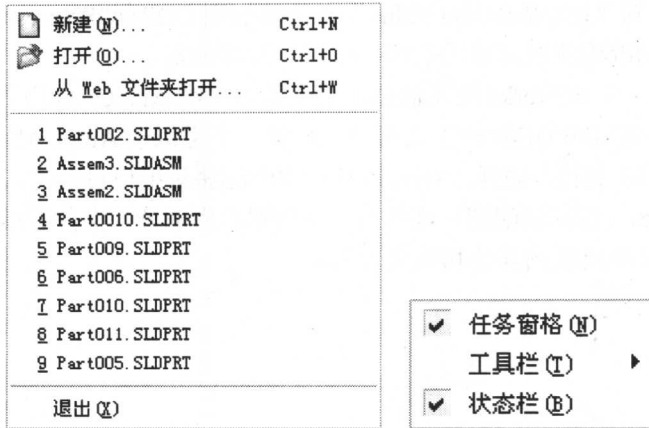 新建(N)... Ctrl+N
打开(O)... Ctrl+O
从 Web 文件夹打开... Ctrl+W
1 Part002.SLDPRT
2 Assem3.SLDASM
3 Assem2.SLDASM
4 Part0010.SLDPRT
5 Part009.SLDPRT
6 Part006.SLDPRT
7 Part010.SLDPRT
8 Part011.SLDPRT
9 Part005.SLDPRT
退出(X)
任务窗格(N)
工具栏(T)
状态栏(B)